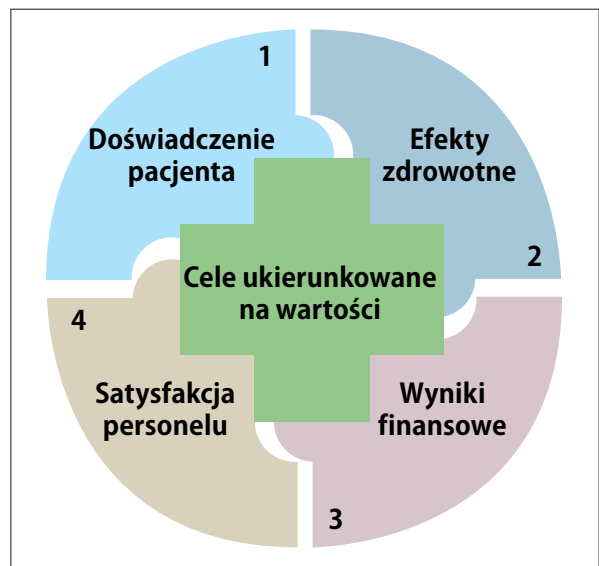 1
Doświadczenie
pacjenta
Efekty
zdrowotne
2
Cele ukierunkowane
na wartości
4
Satysfakcja
personelu
Wyniki
finansowe
3